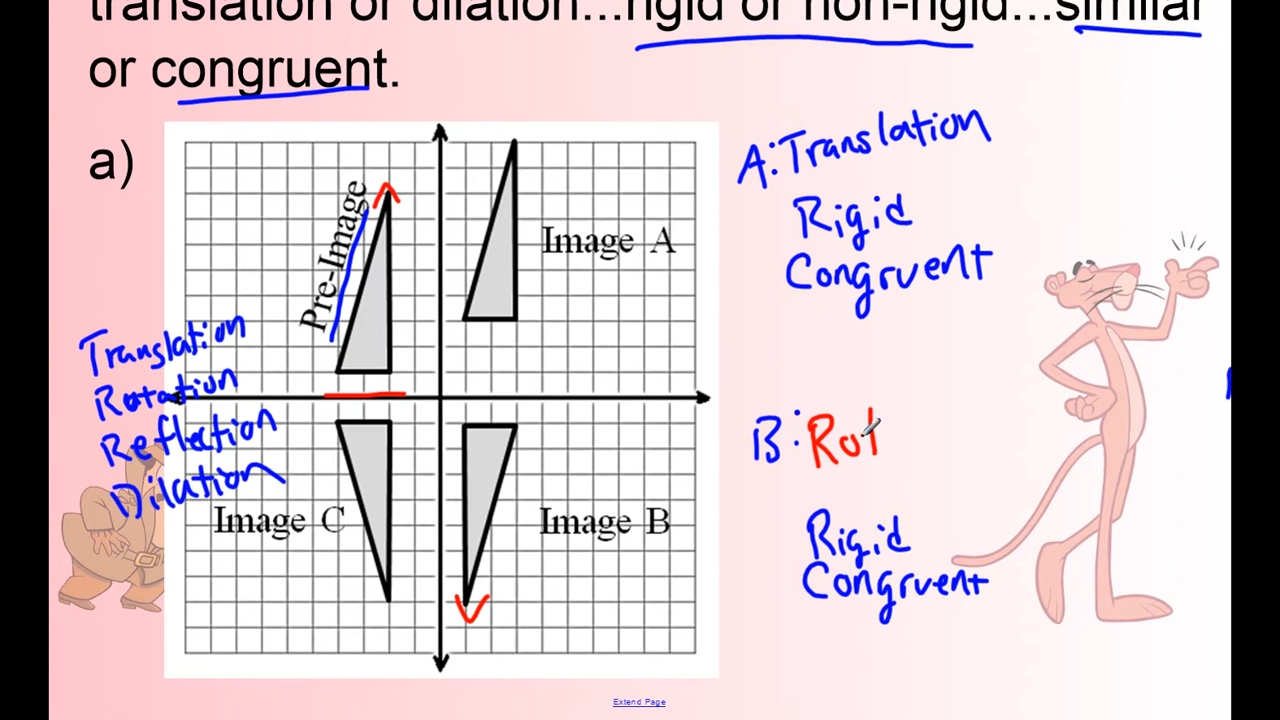 translation or dilation...rigid or non-rigid...similar
or congruent.
a)
Pre-Image
Image A
Image C
Image B
Translation
Rotation
Reflection
Dilation
A: Translation
Rigid
Congruent
B: Rot
Rigid
Congruent
Extend Page